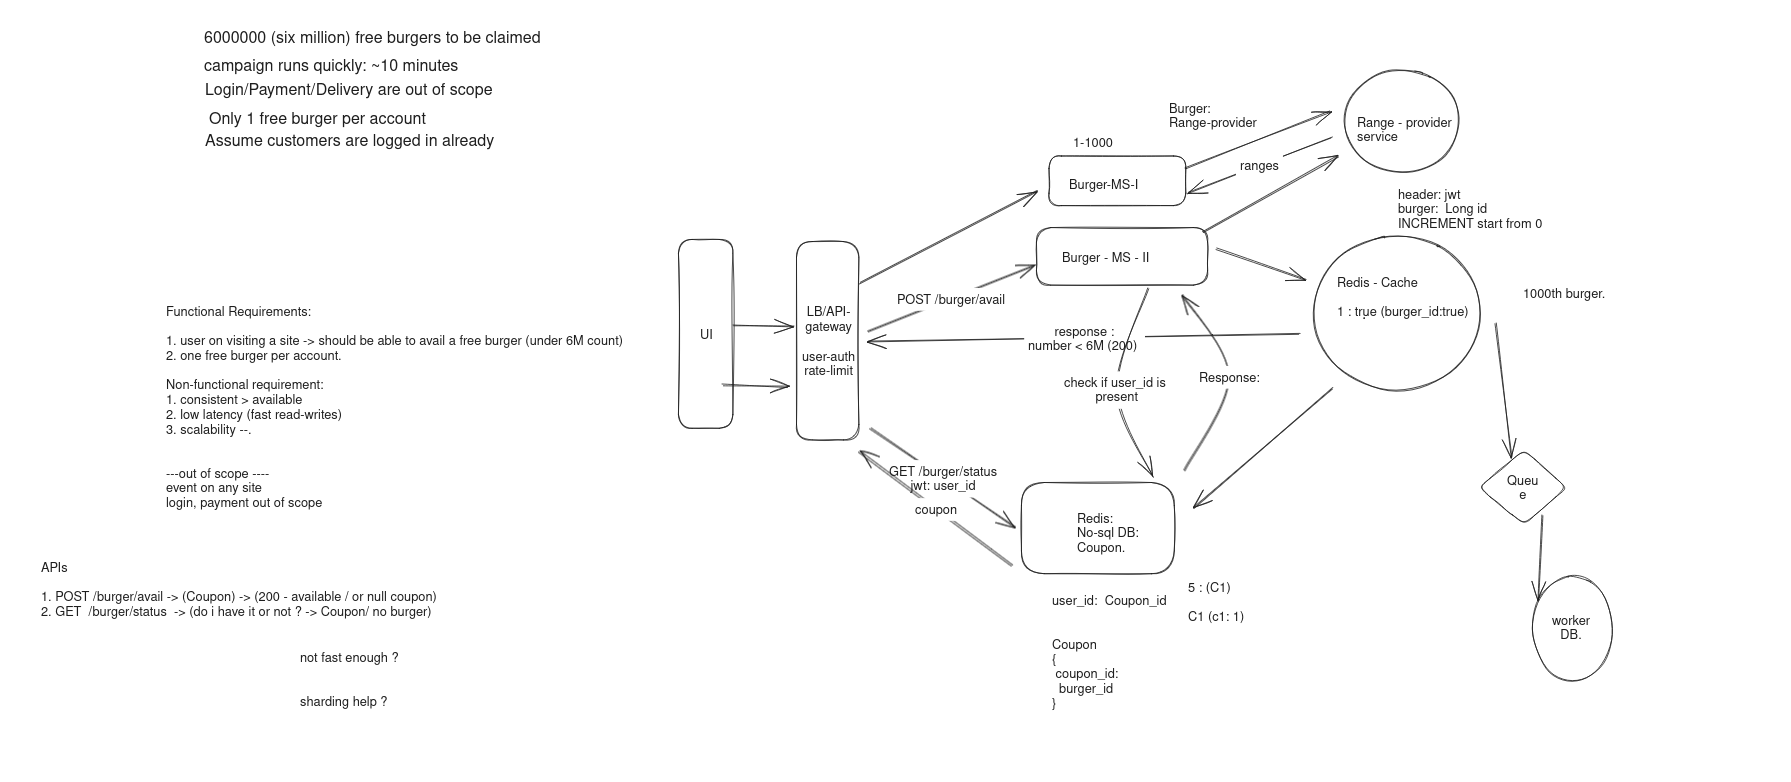 6000000 (six million) free burgers to be claimed
campaign runs quickly: ~10 minutes
Login/Payment/Delivery are out of scope
Only 1 free burger per account
Assume customers are logged in already
Functional Requirements:
1. user on visiting a site -> should be able to avail a free burger (under 6M count)
2. one free burger per account.
Non-functional requirement:
1. consistent > available
2. low latency (fast read-writes)
3. scalability --.
---out of scope ----
event on any site
login, payment out of scope
APIs
1. POST /burger/avail -> (Coupon) -> (200 - available / or null coupon)
2. GET  /burger/status  -> (do i have it or not ? -> Coupon/ no burger)
not fast enough ?
sharding help ?
UI
LB/API-
gateway
user-auth
rate-limit
POST /burger/avail
1-1000
Burger-MS-I
Burger - MS - II
Burger:
Range-provider
ranges
Range - provider
service
header: jwt
burger:  Long id
INCREMENT start from 0
Redis - Cache
1 : true (burger_id:true)
1000th burger.
response :
number < 6M (200)
check if user_id is
present
Response:
GET /burger/status
jwt: user_id
coupon
Redis:
No-sql DB:
Coupon.
user_id:  Coupon_id
5 : (C1)
C1 (c1: 1)
Coupon
{
coupon_id:
burger_id
}
Queu
e
worker
DB.